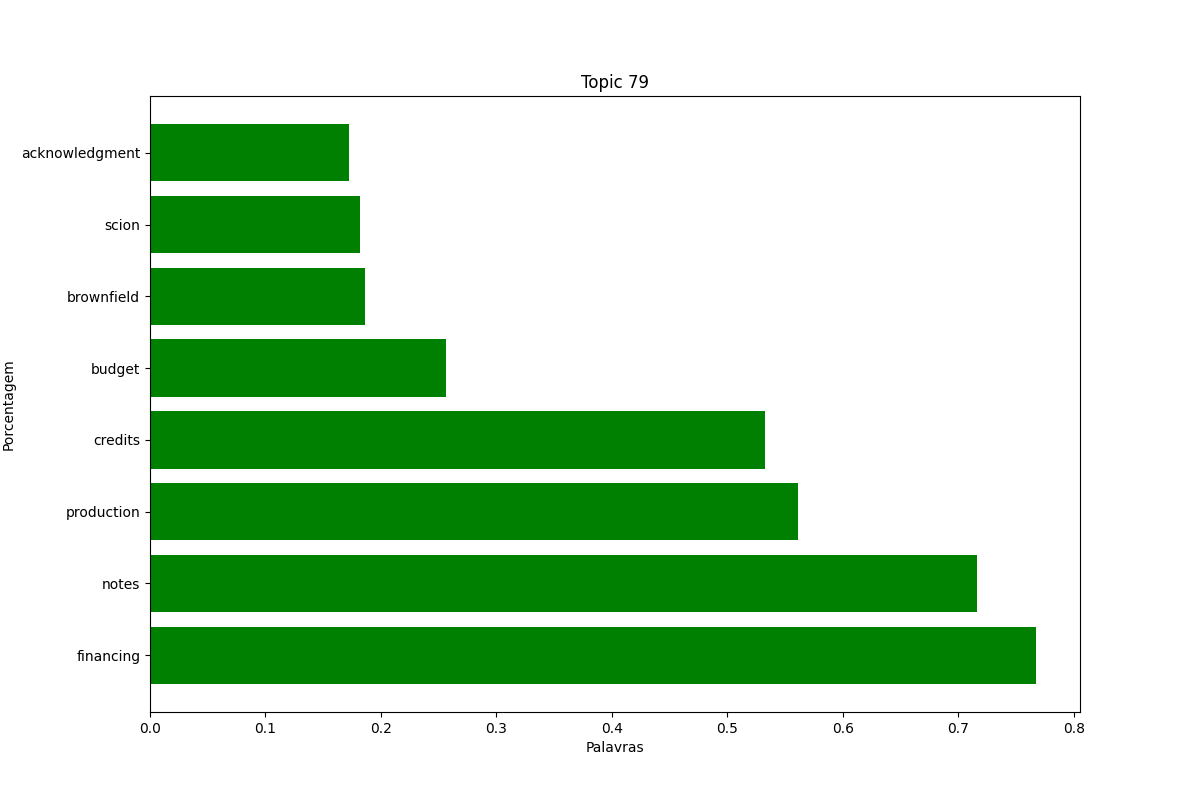 Topic 79
Porcentagem
acknowledgment
scion
brownfield
budget
credits
production
notes
financing
0.0 0.1 0.2 0.3 0.4 0.5 0.6 0.7 0.8
Palavras